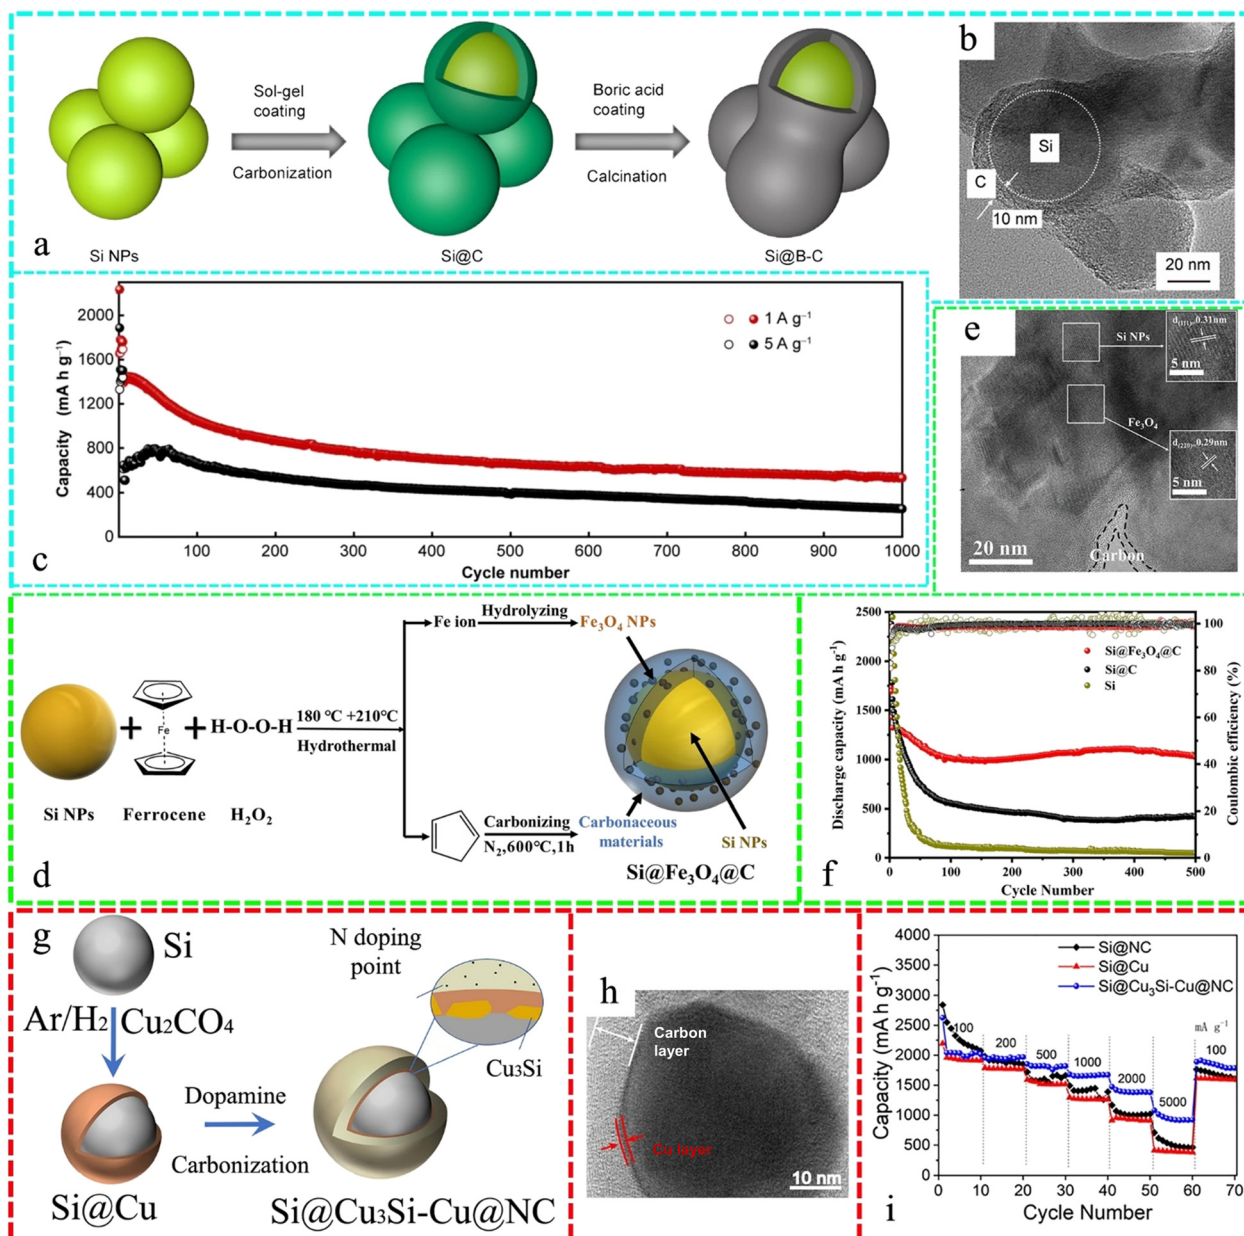 Sol-gel
coating
Carbonization
Boric acid
coating
Calcination
a
Si NPs
Si@C
Si@B-C
b
Si
C
10 nm
20 nm
c
Capacity (mA h g⁻¹)
2000
1600
1200
800
400
0
1 A g⁻¹
5 A g⁻¹
100
200
300
400
500
600
700
800
900
1000
Cycle number
e
Si NPs
d(111)=0.31nm
5 nm
Fe₃O₄
d(220)=0.29nm
5 nm
Carbon
20 nm
d
Si NPs
Ferrocene
Fe
H-O-O-H
H₂O₂
180 °C +210°C
Hydrothermal
Fe ion
Hydrolyzing
Fe₃O₄ NPs
Carbonizing
N₂,600°C,1h
Carbonaceous
materials
Si NPs
Si@Fe₃O₄@C
f
Discharge capacity (mA h g⁻¹)
2500
2250
2000
1750
1500
1250
1000
750
500
250
0
Si@Fe₃O₄@C
Si@C
Si
100
80
60
40
20
0
Coulombic efficiency (%)
0
100
200
300
400
500
Cycle Number
g
Si
Ar/H₂
Cu₂CO₄
Si@Cu
Dopamine
Carbonization
N doping
point
Cu₃Si
Si@Cu₃Si-Cu@NC
h
Carbon
layer
Cu layer
10 nm
i
Capacity (mA h g⁻¹)
4000
3500
3000
2500
2000
1500
1000
500
0
Si@NC
Si@Cu
Si@Cu₃Si-Cu@NC
mA g⁻¹
100
200
500
1000
2000
5000
100
0
10
20
30
40
50
60
70
Cycle Number